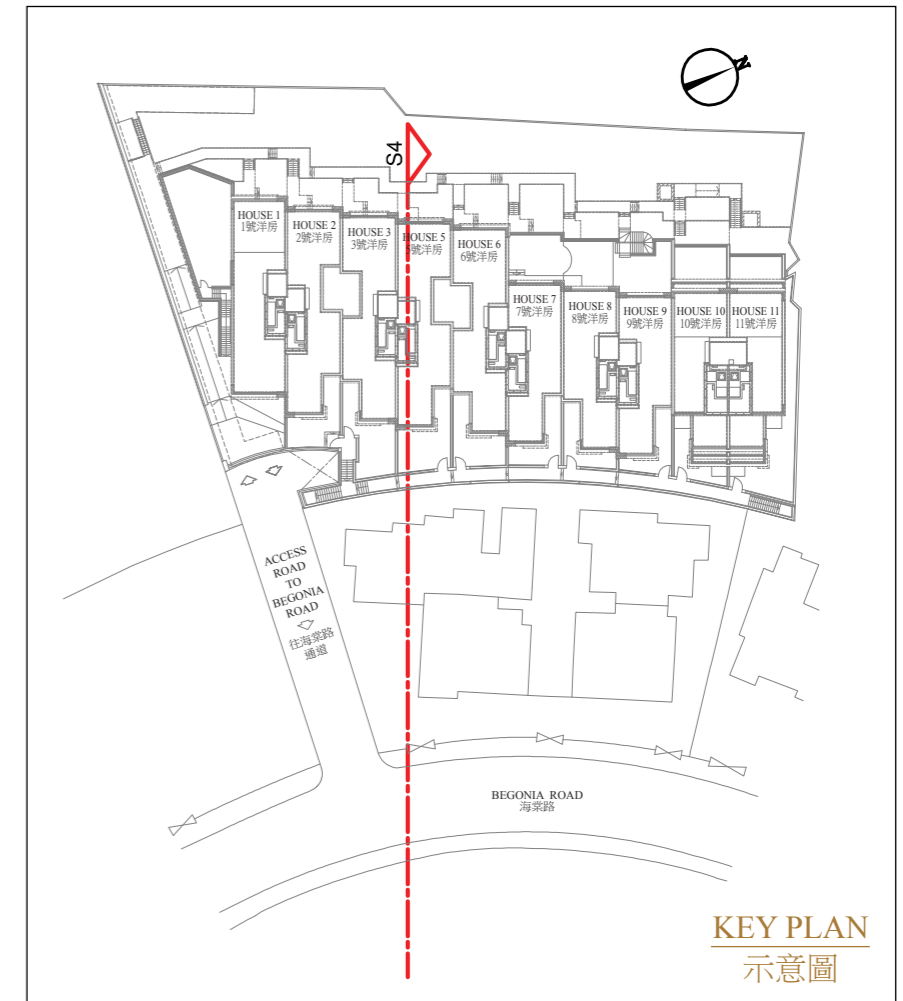 N
S4
HOUSE 1
1號洋房
HOUSE 2
2號洋房
HOUSE 3
3號洋房
HOUSE 5
5號洋房
HOUSE 6
6號洋房
HOUSE 7
7號洋房
HOUSE 8
8號洋房
HOUSE 9
9號洋房
HOUSE 10
10號洋房
HOUSE 11
11號洋房
ACCESS
ROAD
TO
BEGONIA
ROAD
往海棠路
通道
BEGONIA ROAD
海棠路
KEY PLAN
示意圖